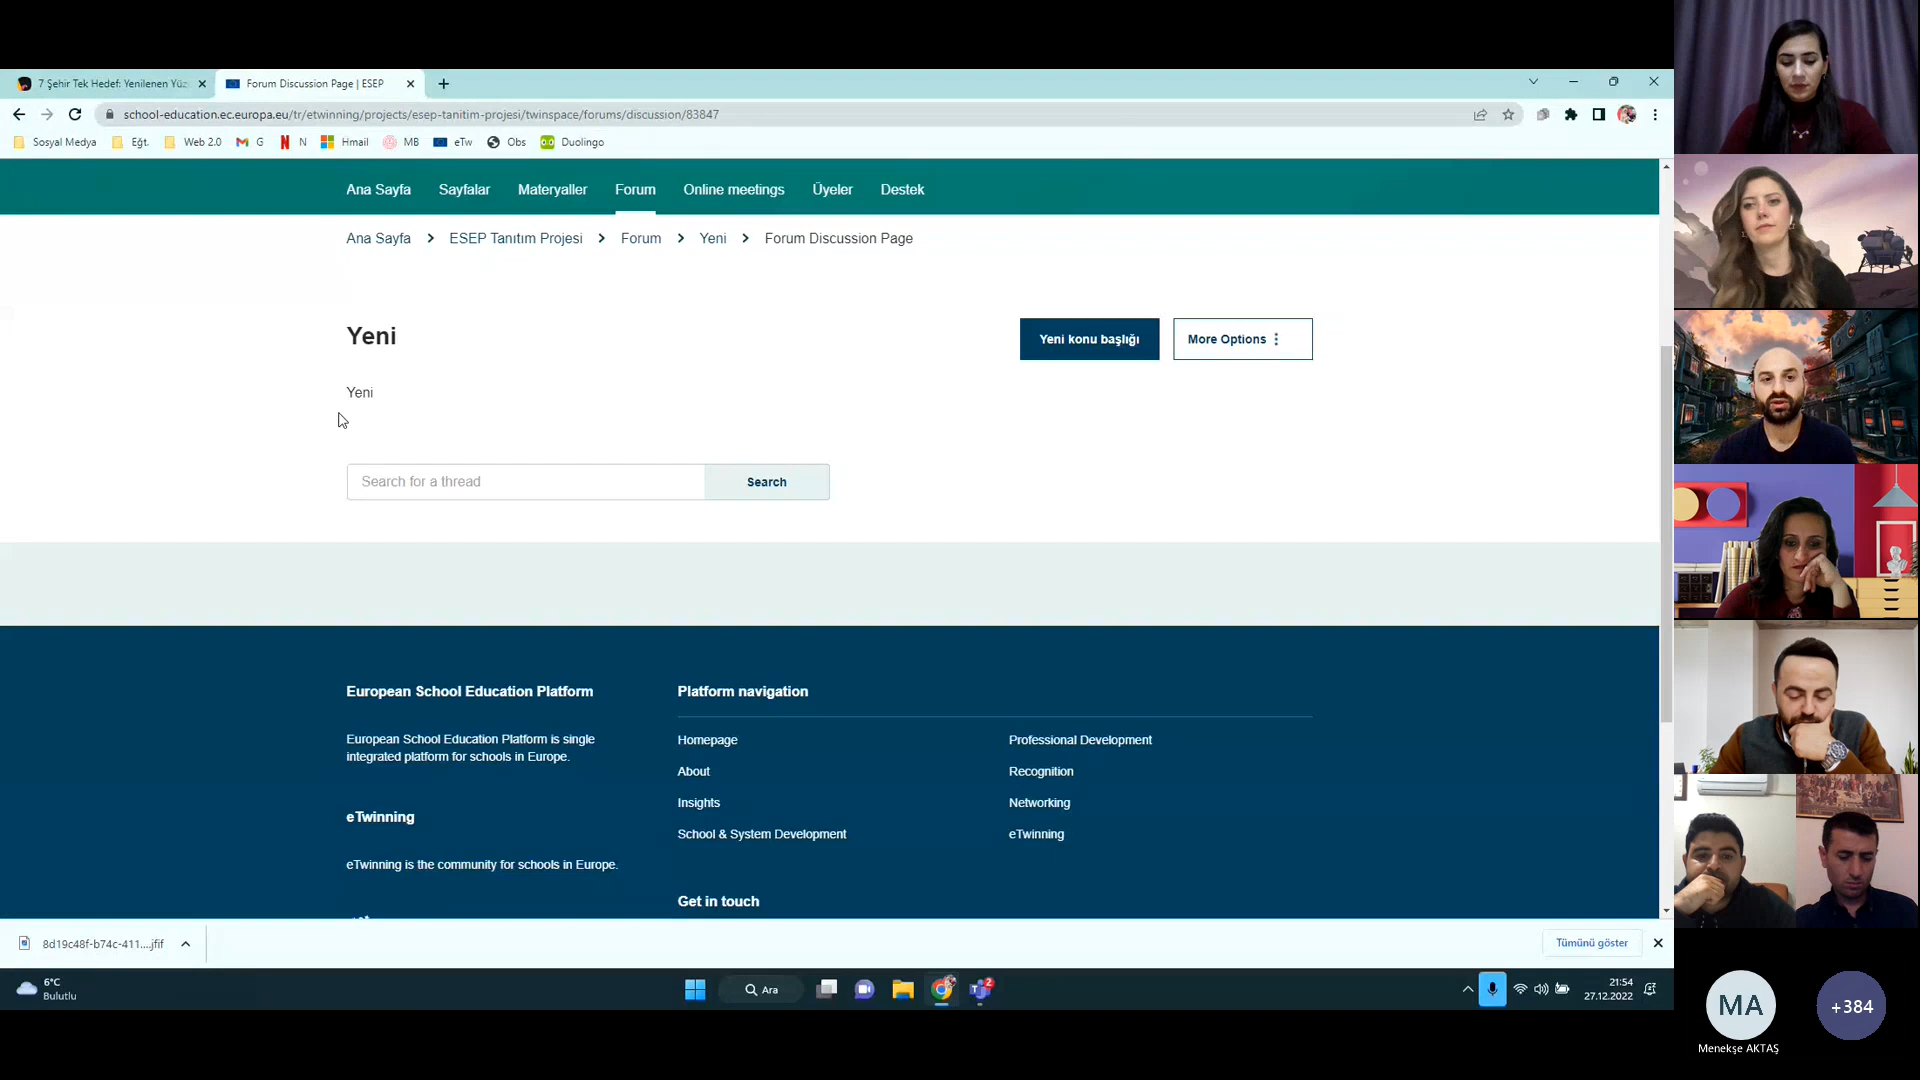 7 Şehir Tek Hedef: Yenilenen Yüz
Forum Discussion Page | ESEP
school-education.ec.europa.eu/tr/etwinning/projects/esep-tanitim-projesi/twinspace/forums/discussion/83847
Sosyal Medya
Eğt.
Web 2.0
G
N
Hmail
MB
eTw
Obs
Duolingo
Ana Sayfa
Sayfalar
Materyaller
Forum
Online meetings
Üyeler
Destek
Ana Sayfa > ESEP Tanıtım Projesi > Forum > Yeni > Forum Discussion Page
Yeni
Yeni konu başlığı
More Options
Yeni
Search for a thread
Search
European School Education Platform
European School Education Platform is single
integrated platform for schools in Europe.
eTwinning
eTwinning is the community for schools in Europe.
Platform navigation
Homepage
About
Insights
School & System Development
Professional Development
Recognition
Networking
eTwinning
Get in touch
8d19c48f-b74c-411....jfif
Tümünü göster
6°C
Bulutlu
Ara
2
21:54
27.12.2022
MA
+384
Menekşe AKTAŞ